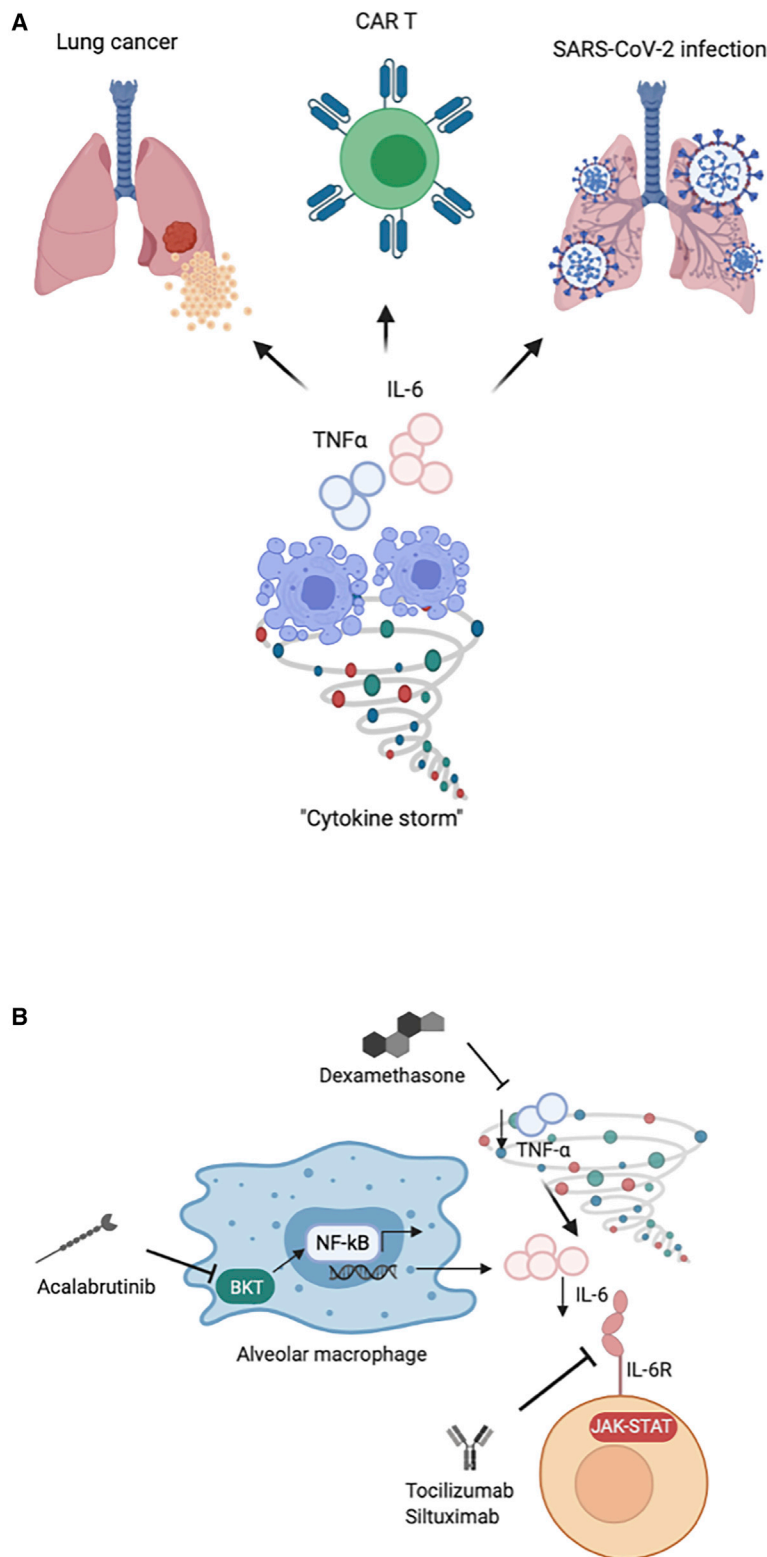 A
Lung cancer
CAR T
SARS-CoV-2 infection
IL-6
TNFα
"Cytokine storm"
B
Dexamethasone
TNF-α
NF-kB
Acalabrutinib
BKT
IL-6
Alveolar macrophage
IL-6R
JAK-STAT
Tocilizumab
Siltuximab